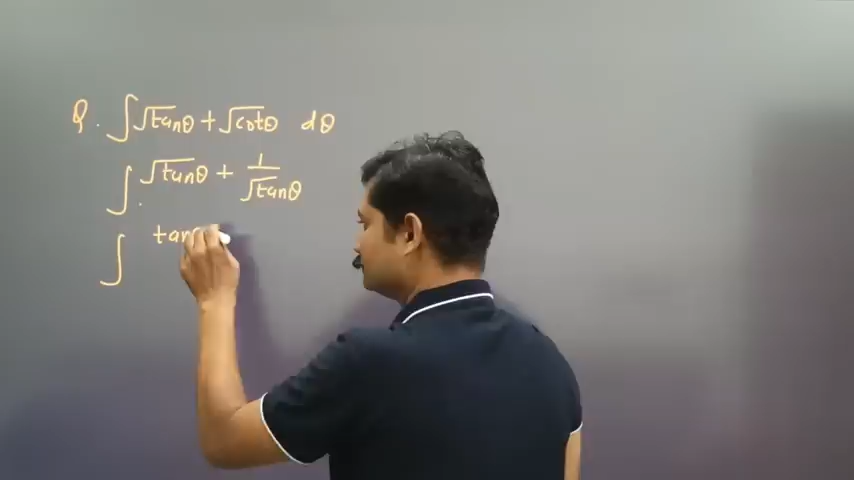 Q. ∫ √tanθ + √cotθ dθ
∫ √tanθ + 1/√tanθ
∫ tan